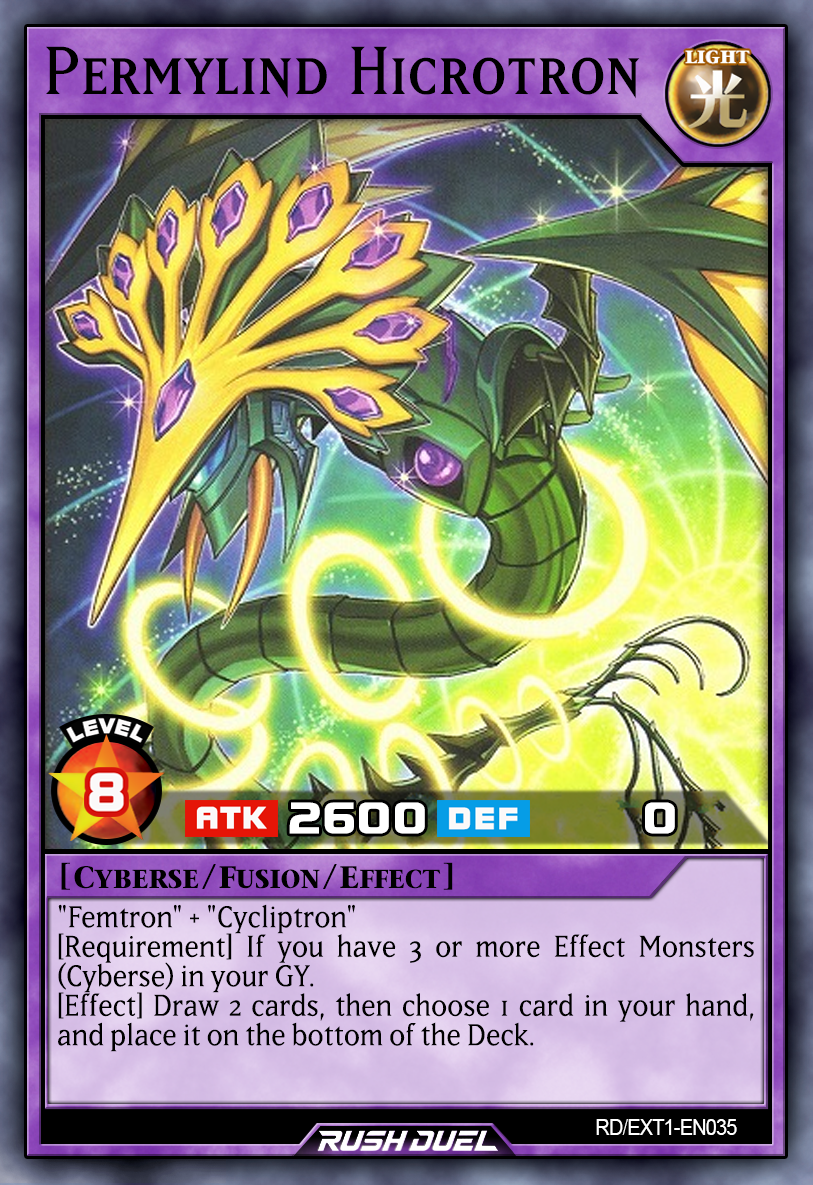 PERMYLIND HICROTRON
LIGHT
光
LEVEL
8
ATK 2600 DEF 0
[CYBERSE/FUSION/EFFECT]
"Femtron" + "Cycliptron"
[Requirement] If you have 3 or more Effect Monsters
(Cyberse) in your GY.
[Effect] Draw 2 cards, then choose 1 card in your hand,
and place it on the bottom of the Deck.
RD/EXT1-EN035
RUSH DUEL